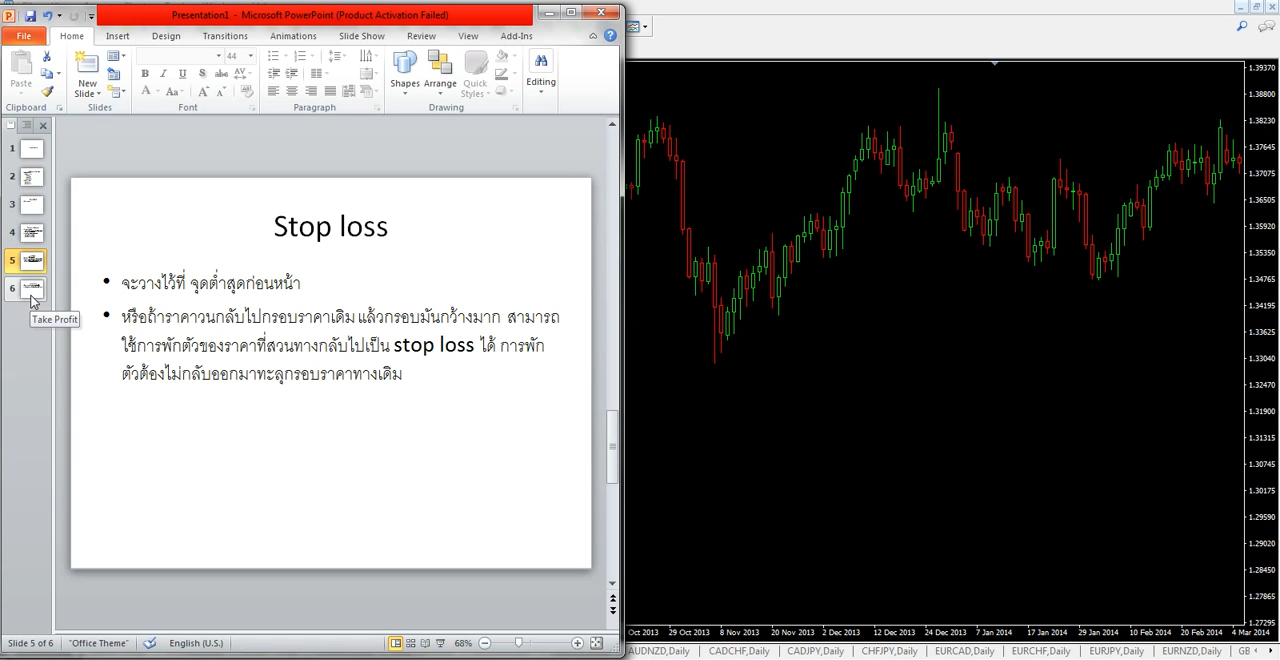 Presentation1 - Microsoft PowerPoint (Product Activation Failed)
File Home Insert Design Transitions Animations Slide Show Review View Add-Ins
44
Paste New Slide Shapes Arrange Quick Styles Editing
Clipboard Slides Font Paragraph Drawing
1
2
3
4
5
6
Take Profit
Stop loss
• จะวางไว้ที่ จุดต่ำสุดก่อนหน้า
• หรือถ้าราคาวนกลับไปกรอบราคาเดิม แล้วกรอบมันกว้างมาก สามารถ
ใช้การพักตัวของราคาที่สวนทางกลับไปเป็น stop loss ได้ การพัก
ตัวต้องไม่กลับออกมาทะลุกรอบราคาทางเดิม
Slide 5 of 6 "Office Theme" English (U.S.) 68%
1.39370
1.38800
1.38230
1.37645
1.37075
1.36505
1.35920
1.35350
1.34780
1.34210
1.33625
1.33040
1.32470
1.31900
1.31315
1.30745
1.30175
1.29590
1.29020
1.28450
1.27865
1.27295
Oct 2013 29 Oct 2013 8 Nov 2013 20 Nov 2013 2 Dec 2013 12 Dec 2013 24 Dec 2013 7 Jan 2014 17 Jan 2014 29 Jan 2014 10 Feb 2014 20 Feb 2014 4 Mar 2014
AUDNZD,Daily CADCHF,Daily CADJPY,Daily CHFJPY,Daily EURCAD,Daily EURCHF,Daily EURJPY,Daily EURNZD,Daily GB